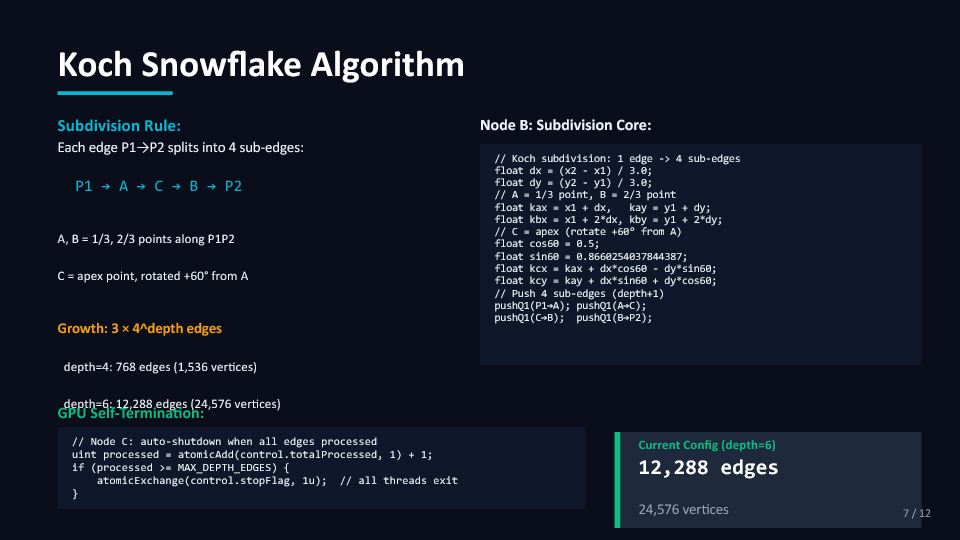 Koch Snowflake Algorithm
Subdivision Rule:
Each edge P1→P2 splits into 4 sub-edges:
P1 → A → C → B → P2
A, B = 1/3, 2/3 points along P1P2
C = apex point, rotated +60° from A
Growth: 3 × 4^depth edges
depth=4: 768 edges (1,536 vertices)
depth=6: 12,288 edges (24,576 vertices)
GPU Self-Termination:
// Node C: auto-shutdown when all edges processed
uint processed = atomicAdd(control.totalProcessed, 1) + 1;
if (processed >= MAX_DEPTH_EDGES) {
    atomicExchange(control.stopFlag, 1u);  // all threads exit
}
Node B: Subdivision Core:
// Koch subdivision: 1 edge -> 4 sub-edges
float dx = (x2 - x1) / 3.0;
float dy = (y2 - y1) / 3.0;
// A = 1/3 point, B = 2/3 point
float kax = x1 + dx,   kay = y1 + dy;
float kbx = x1 + 2*dx, kby = y1 + 2*dy;
// C = apex (rotate +60° from A)
float cos60 = 0.5;
float sin60 = 0.8660254037844387;
float kcx = kax + dx*cos60 - dy*sin60;
float kcy = kay + dx*sin60 + dy*cos60;
// Push 4 sub-edges (depth+1)
pushQ1(P1→A); pushQ1(A→C);
pushQ1(C→B);  pushQ1(B→P2);
Current Config (depth=6)
12,288 edges
24,576 vertices
7 / 12